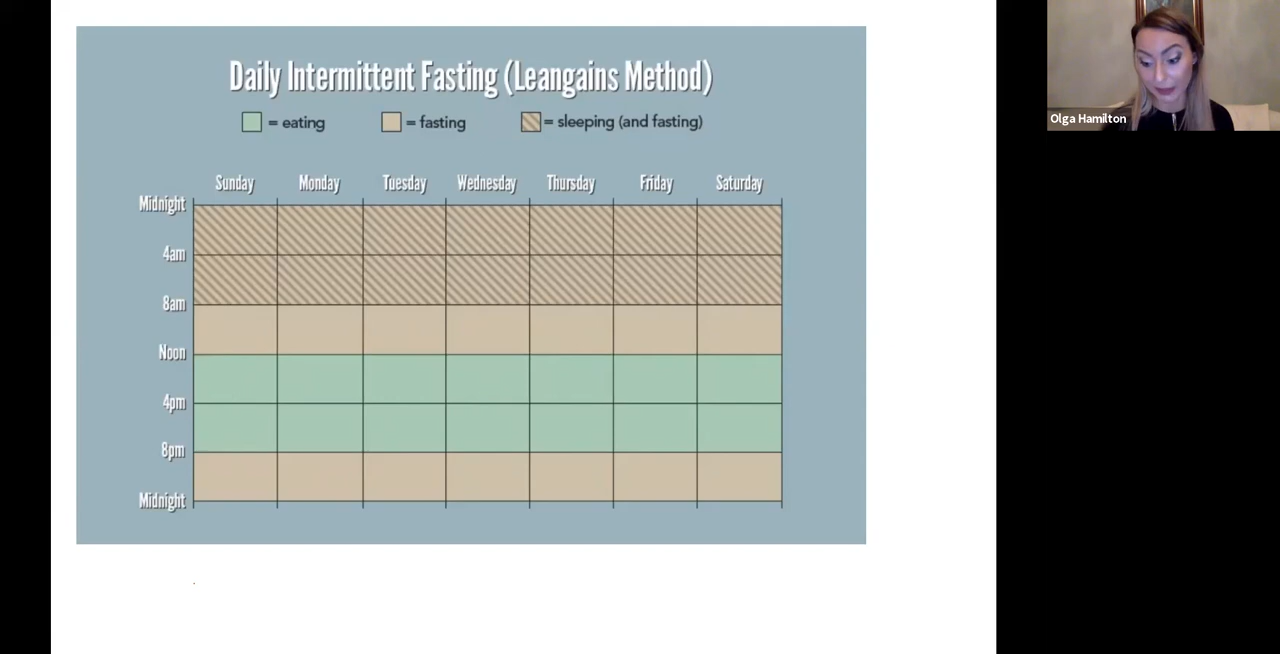 Daily Intermittent Fasting (Leangains Method)
= eating = fasting = sleeping (and fasting)
Sunday Monday Tuesday Wednesday Thursday Friday Saturday
Midnight
4am
8am
Noon
4pm
8pm
Midnight
Olga Hamilton